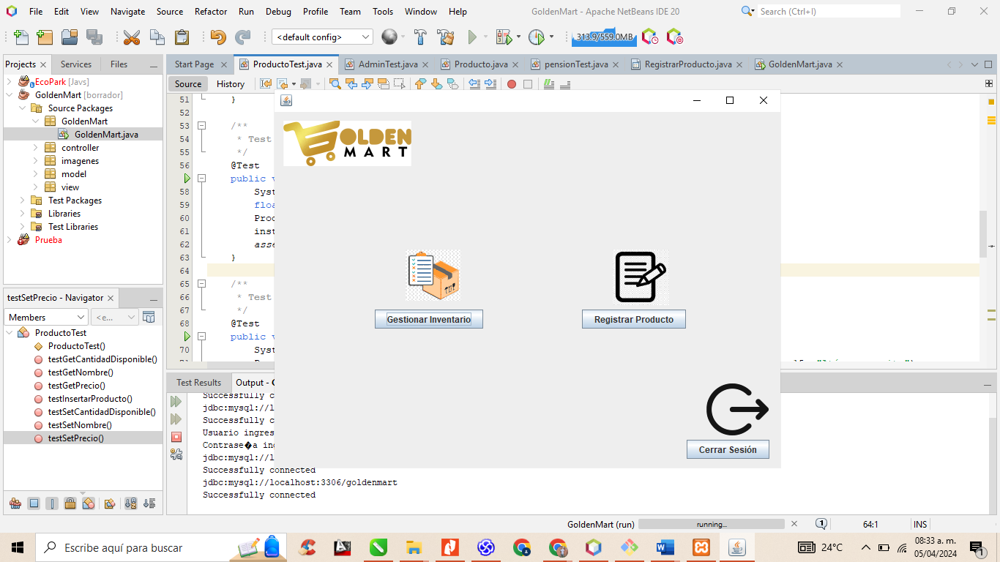 File Edit View Navigate Source Refactor Run Debug Profile Team Tools Window Help
GoldenMart - Apache NetBeans IDE 20
Search (Ctrl+I)
<default config>
313.9/559.0MB
Projects Services Files
EcoPark [Javs]
GoldenMart [borrador]
Source Packages
GoldenMart
GoldenMart.java
controller
imagenes
model
view
Test Packages
Libraries
Test Libraries
Prueba
Start Page ProductoTest.java AdminTest.java Producto.java pensionTest.java RegistrarProducto.java GoldenMart.java
Source History
51 }
52
53 /**
54 * Test
55 */
56 @Test
public v
58 Syst
59 floa
60 Prod
61 inst
62 asse
63 }
64
65 /**
66 * Test
67 */
68 @Test
public v
70 Syst
GOLDEN
MART
Gestionar Inventario
Registrar Producto
Cerrar Sesión
testSetPrecio - Navigator
Members
<e...
ProductoTest
ProductoTest()
testGetCantidadDisponible()
testGetNombre()
testGetPrecio()
testInsertarProducto()
testSetCantidadDisponible()
testSetNombre()
testSetPrecio()
Test Results Output - G
Successfully c
jdbc:mysql://l
Successfully c
Usuario ingres
Contrase�a ing
jdbc:mysql://l
Successfully connected
jdbc:mysql://localhost:3306/goldenmart
Successfully connected
GoldenMart (run)
running...
1
64:1
INS
Escribe aquí para buscar
24°C
08:33 a. m.
05/04/2024
1